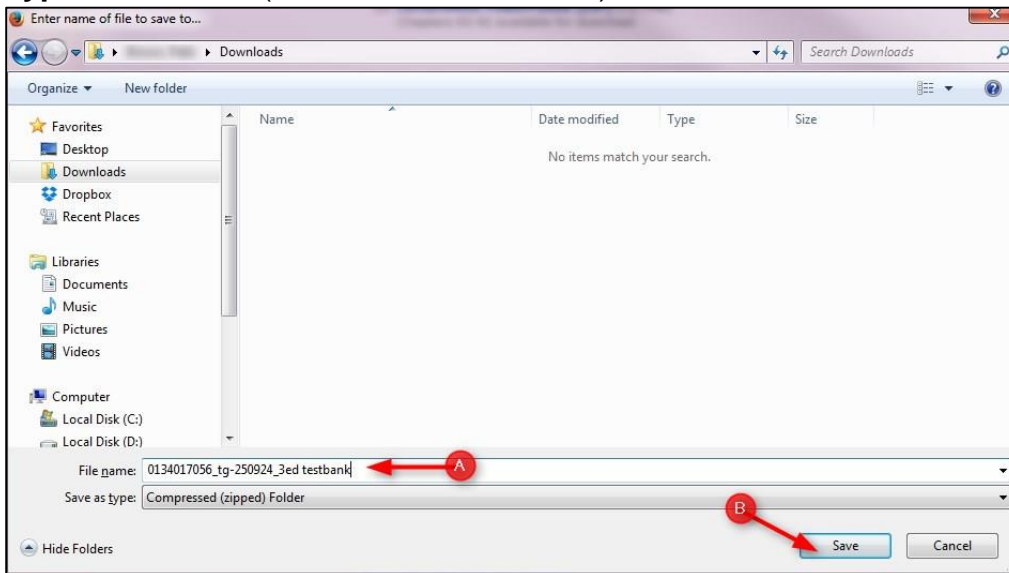 Enter name of file to save to...
Downloads
Search Downloads
Organize
New folder
Name
Date modified
Type
Size
No items match your search.
Favorites
Desktop
Downloads
Dropbox
Recent Places
Libraries
Documents
Music
Pictures
Videos
Computer
Local Disk (C:)
Local Disk (D:)
File name: 0134017056_tg-250924_3ed testbank
A
Save as type: Compressed (zipped) Folder
B
Hide Folders
Save
Cancel